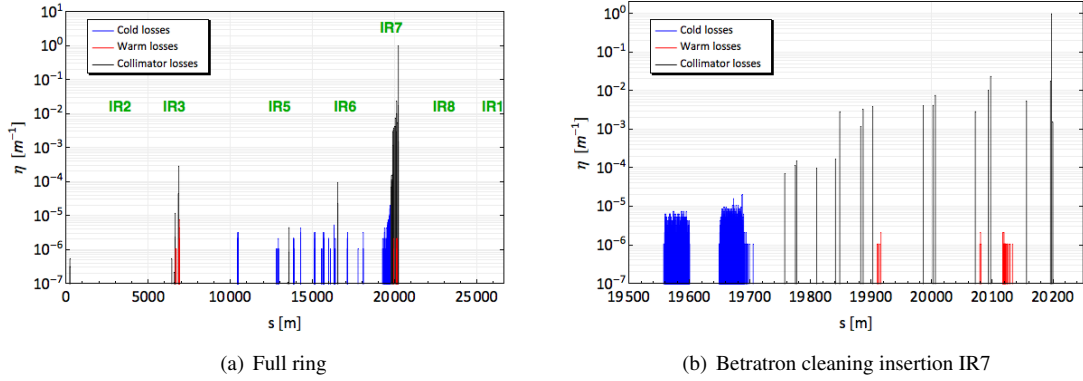 Cold losses
Warm losses
Collimator losses
IR7
IR2
IR3
IR5
IR6
IR8
IR1
η [m⁻¹]
10¹
10⁰
10⁻¹
10⁻²
10⁻³
10⁻⁴
10⁻⁵
10⁻⁶
10⁻⁷
0 5000 10000 15000 20000 25000
s [m]
(a) Full ring
Cold losses
Warm losses
Collimator losses
η [m⁻¹]
10⁰
10⁻¹
10⁻²
10⁻³
10⁻⁴
10⁻⁵
10⁻⁶
10⁻⁷
19500 19600 19700 19800 19900 20000 20100 20200
s [m]
(b) Betratron cleaning insertion IR7